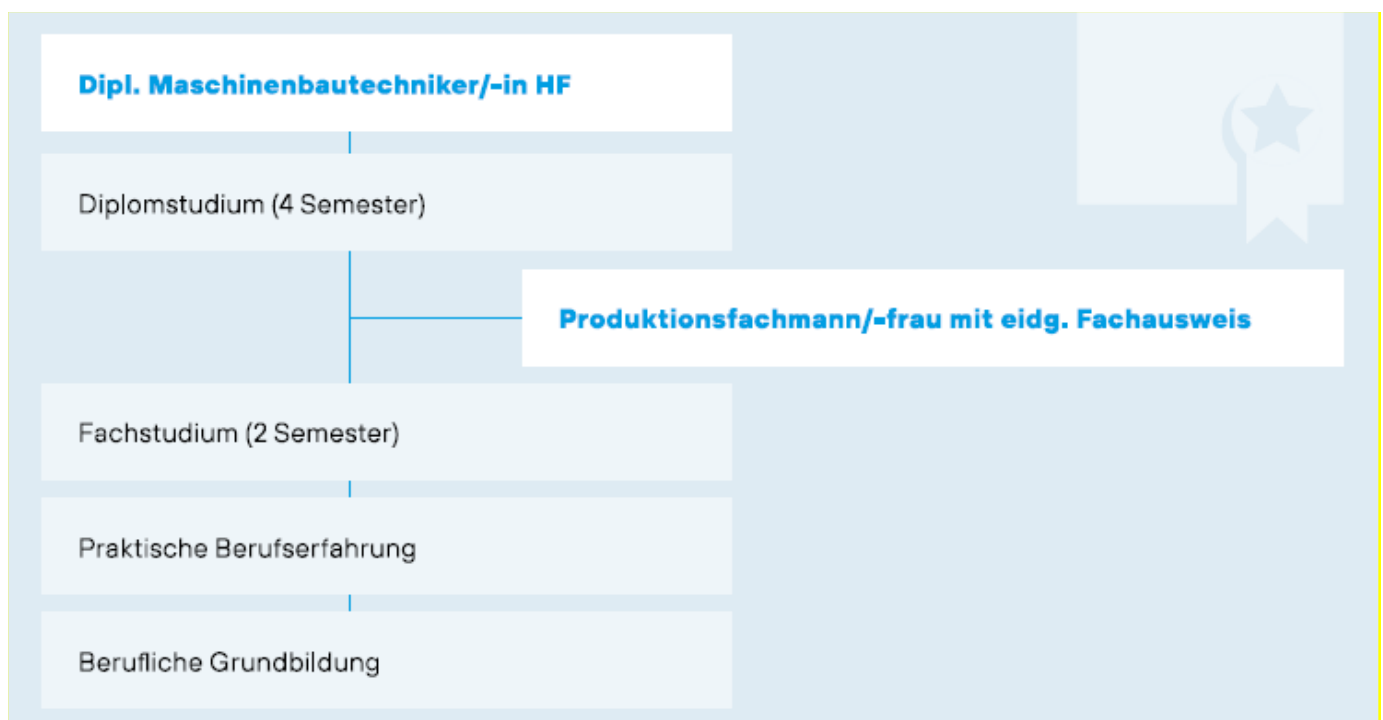 Dipl. Maschinenbautechniker/-in HF
Diplomstudium (4 Semester)
Produktionsfachmann/-frau mit eidg. Fachausweis
Fachstudium (2 Semester)
Praktische Berufserfahrung
Berufliche Grundbildung